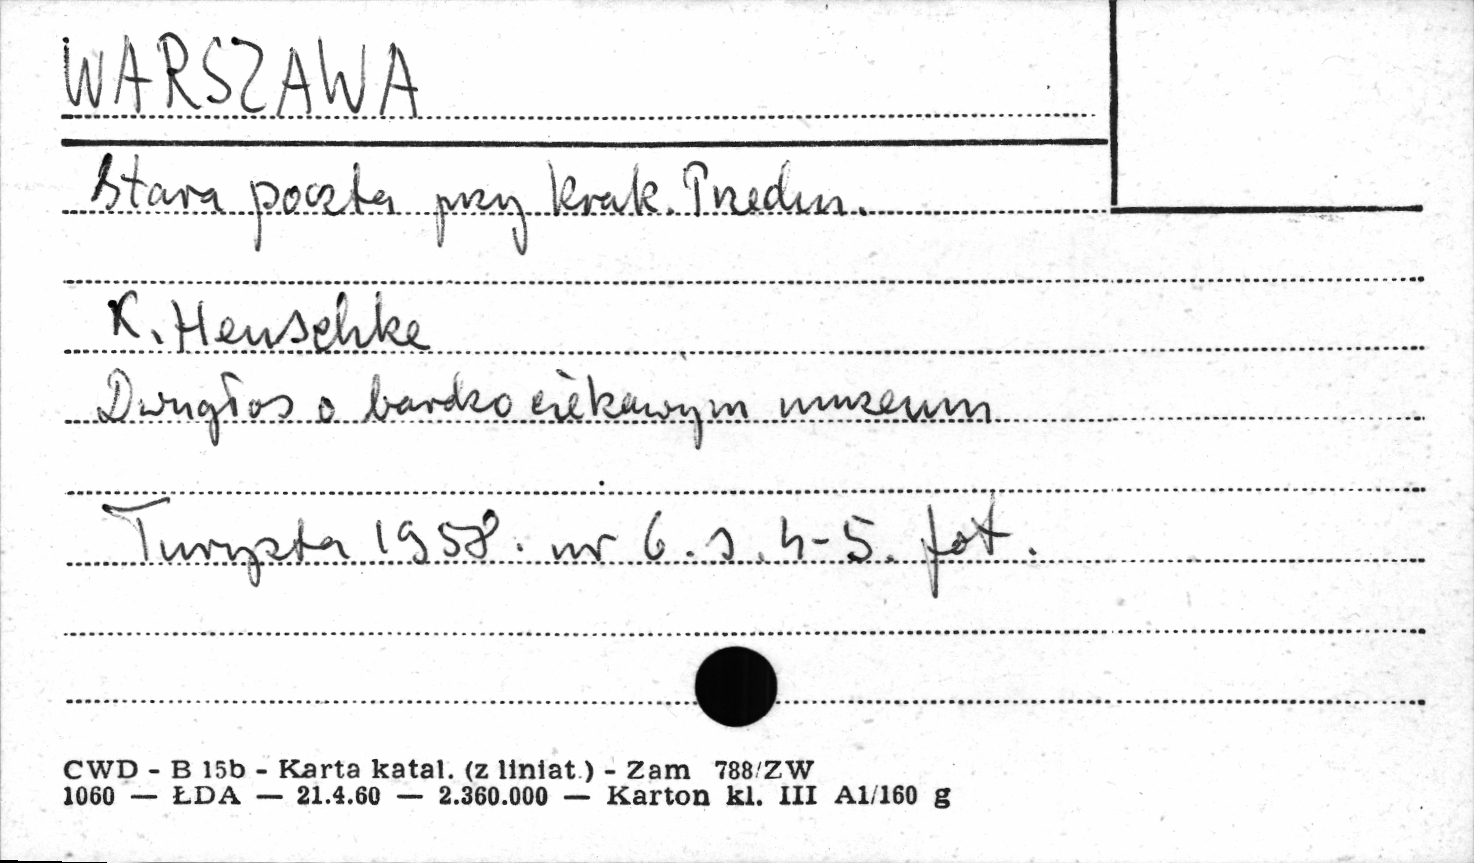 WARSZAWA
Stara poczta przy Krak. Przedm.
K. Henschke
Dwugłos o bardzo ciekawym muzeum
Turysta 1958. nr 6. s. 4-5. fot.
CWD - B 15b - Karta katal. (z liniat.) - Zam 788/ZW
1060 — ŁDA — 21.4.60 — 2.360.000 — Karton kl. III A1/160 g